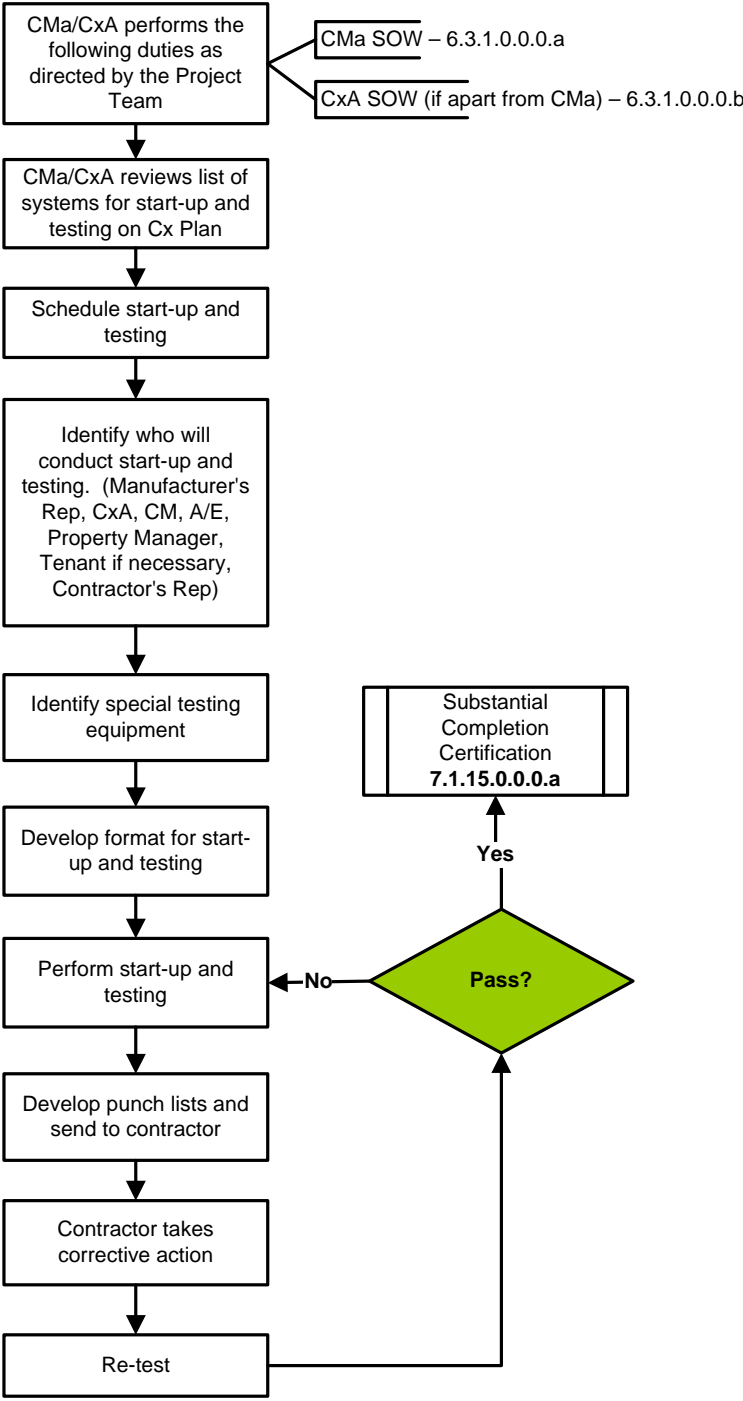 CMa/CxA performs the
following duties as
directed by the Project
Team
CMa SOW – 6.3.1.0.0.0.a
CxA SOW (if apart from CMa) – 6.3.1.0.0.0.b
CMa/CxA reviews list of
systems for start-up and
testing on Cx Plan
Schedule start-up and
testing
Identify who will
conduct start-up and
testing. (Manufacturer's
Rep, CxA, CM, A/E,
Property Manager,
Tenant if necessary,
Contractor's Rep)
Identify special testing
equipment
Substantial
Completion
Certification
7.1.15.0.0.0.a
Develop format for start-
up and testing
Yes
Perform start-up and
testing
No
Pass?
Develop punch lists and
send to contractor
Contractor takes
corrective action
Re-test